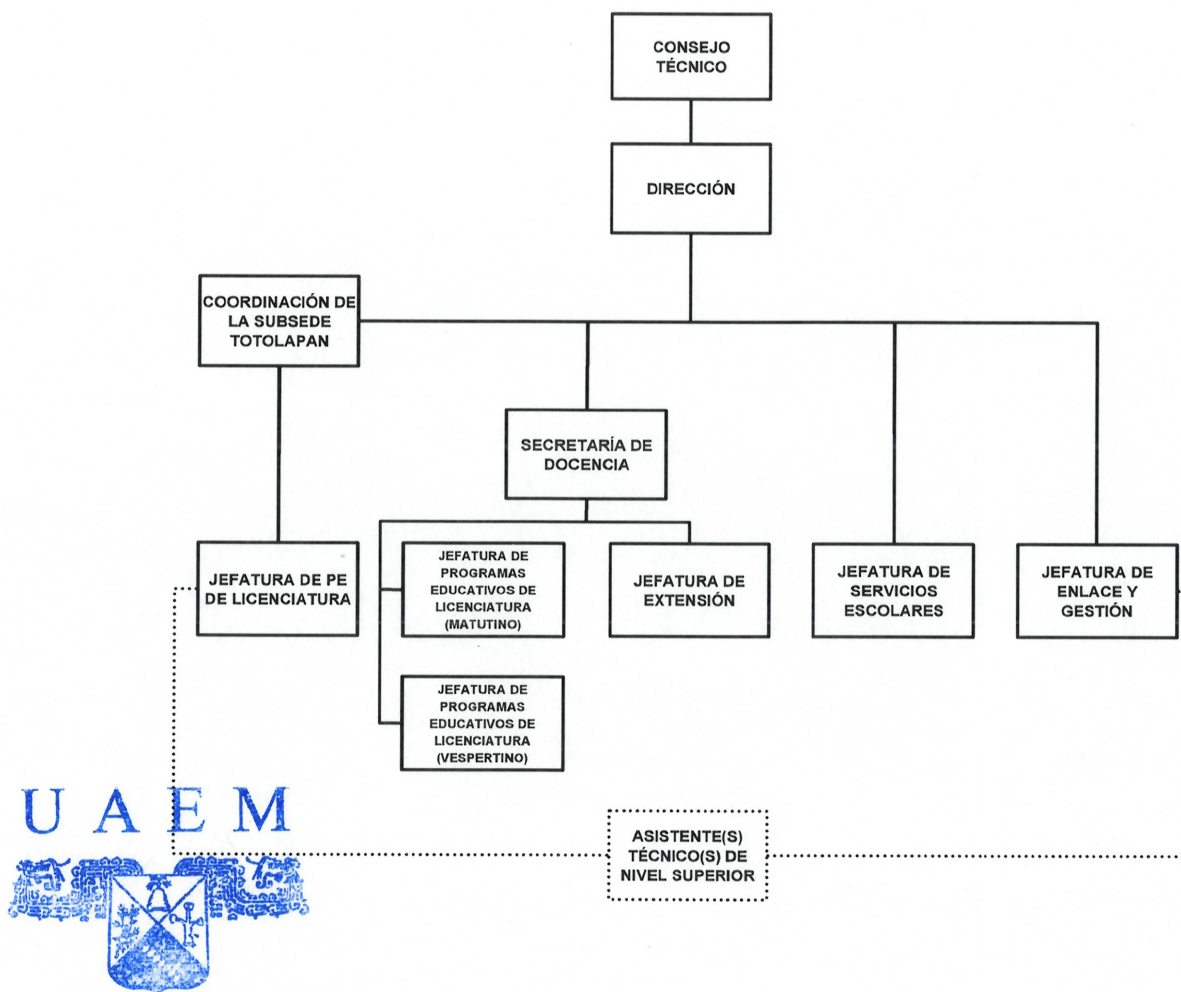 CONSEJO
TÉCNICO
DIRECCIÓN
COORDINACIÓN DE
LA SUBSEDE
TOTOLAPAN
SECRETARÍA DE
DOCENCIA
JEFATURA DE PE
DE LICENCIATURA
JEFATURA DE
PROGRAMAS
EDUCATIVOS DE
LICENCIATURA
(MATUTINO)
JEFATURA DE
EXTENSIÓN
JEFATURA DE
SERVICIOS
ESCOLARES
JEFATURA DE
ENLACE Y
GESTIÓN
JEFATURA DE
PROGRAMAS
EDUCATIVOS DE
LICENCIATURA
(VESPERTINO)
U A E M
ASISTENTE(S)
TÉCNICO(S) DE
NIVEL SUPERIOR